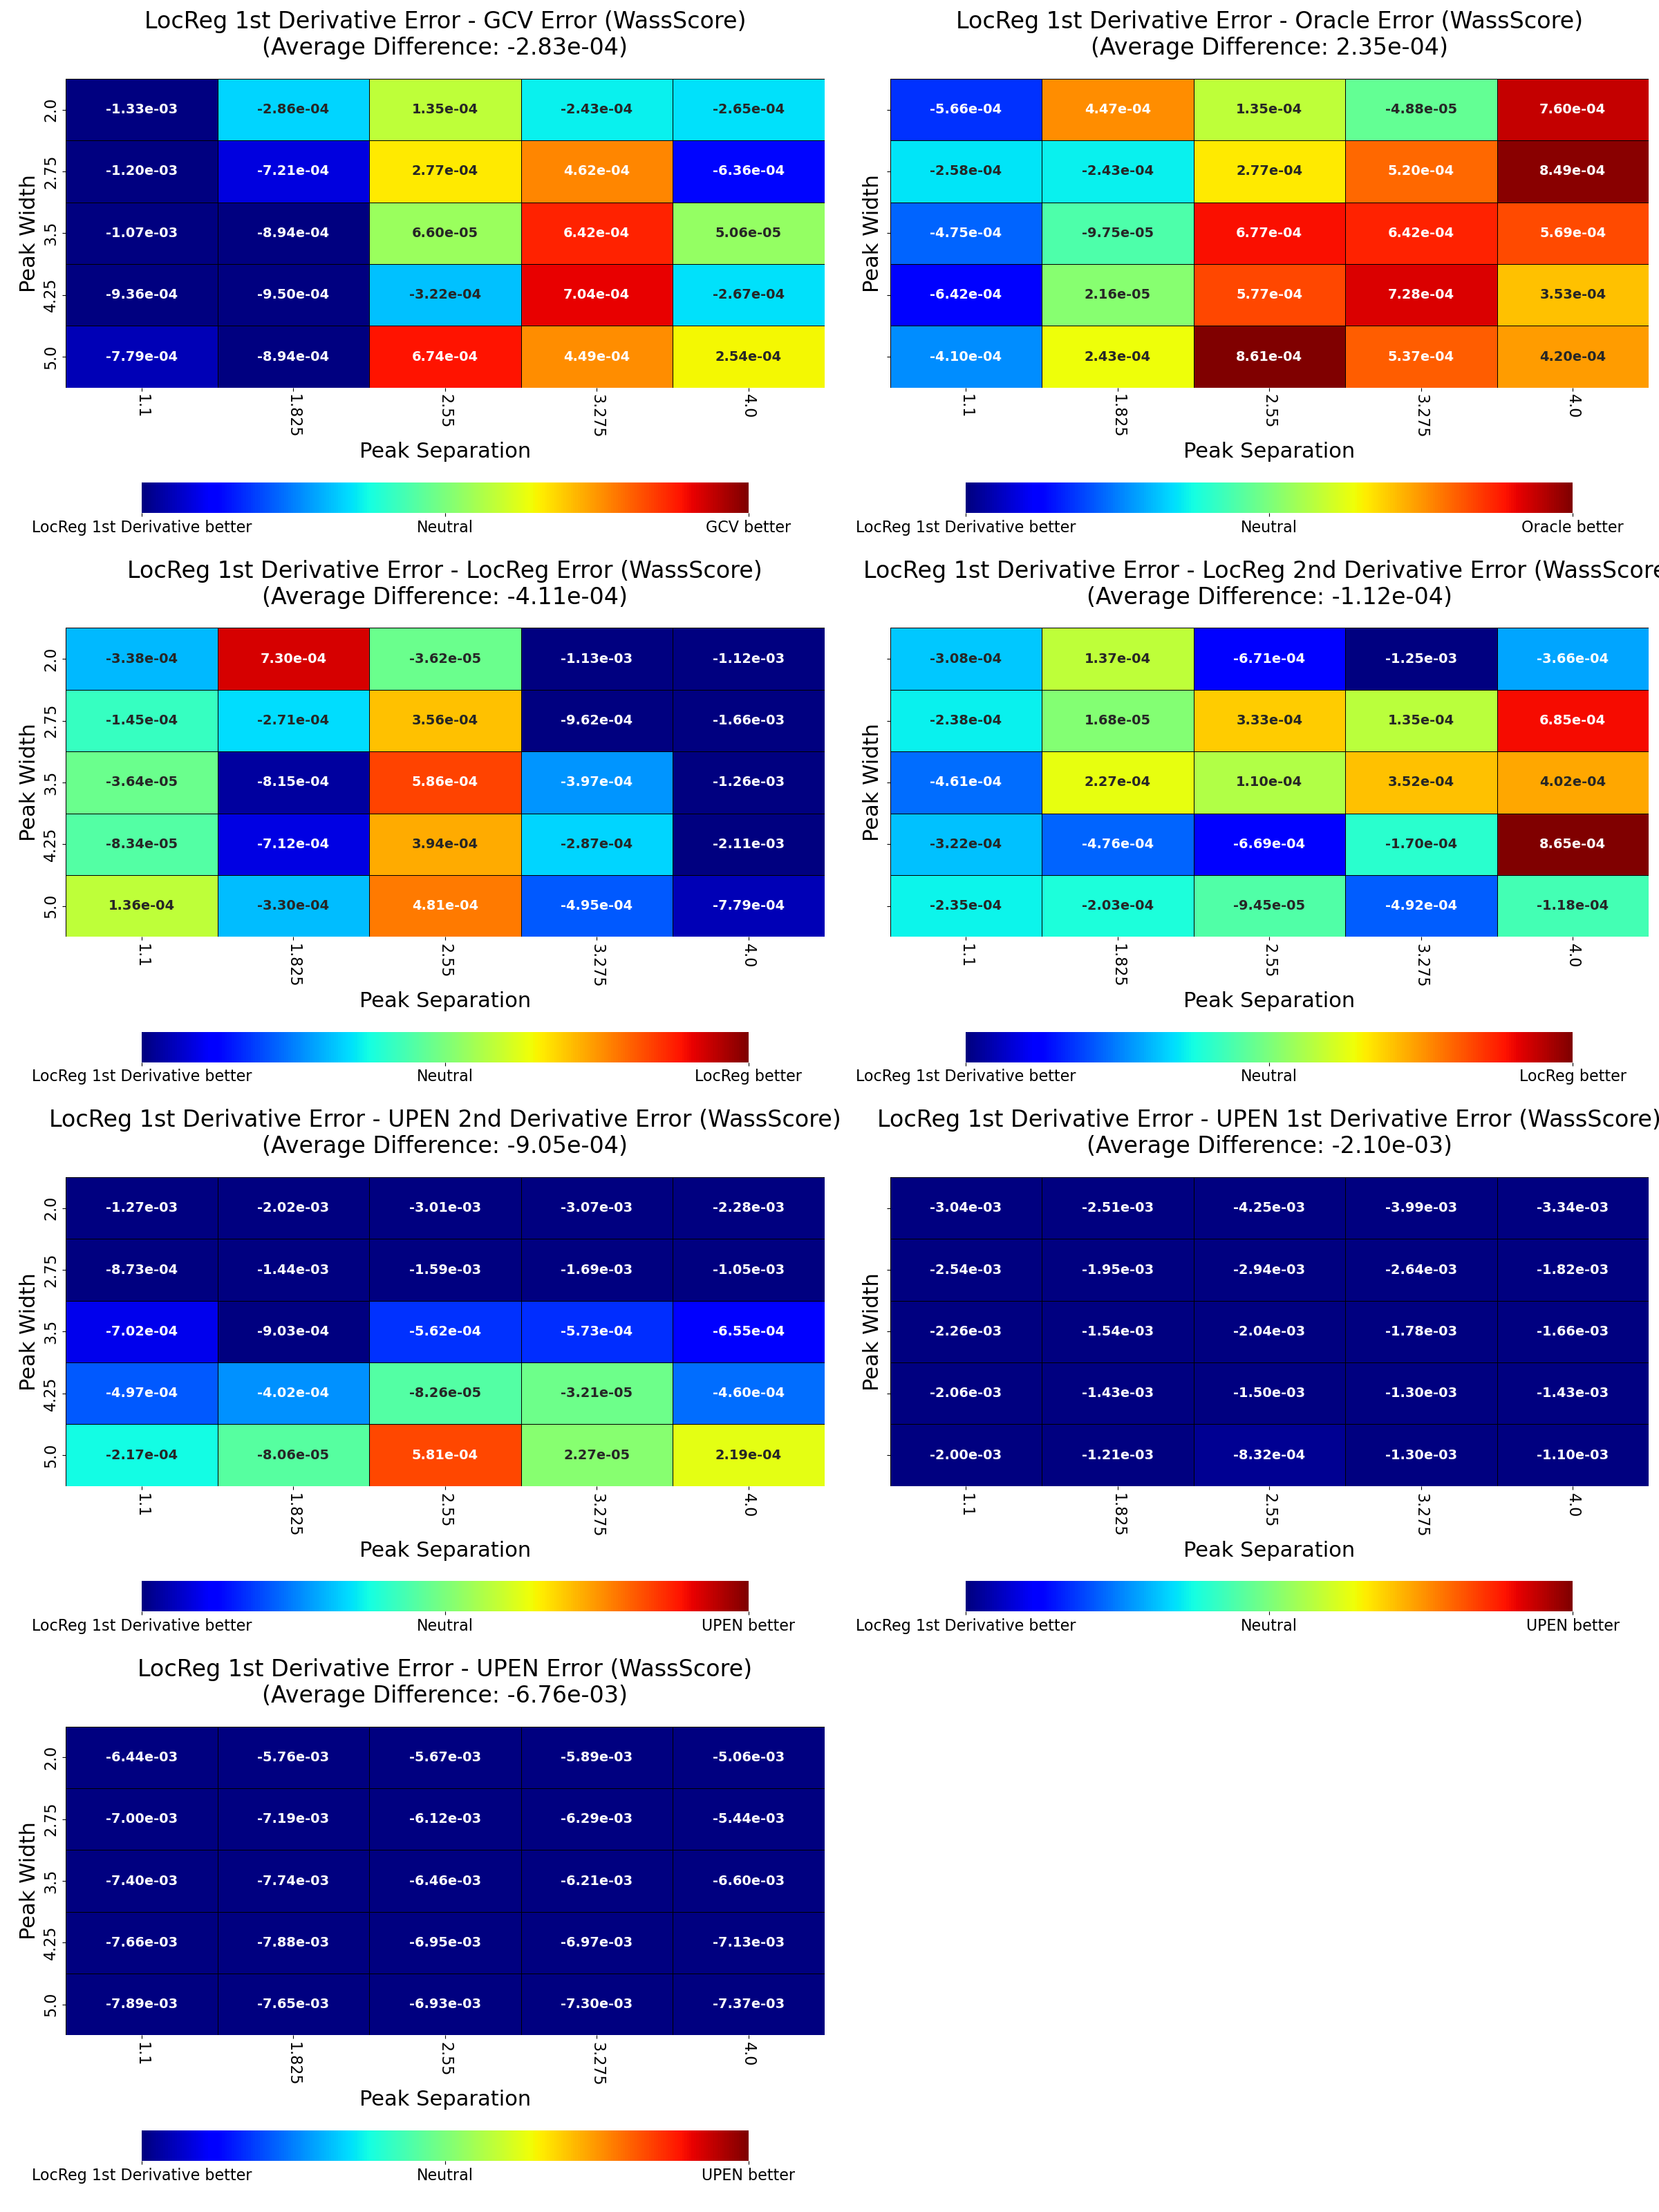 LocReg 1st Derivative Error - GCV Error (WassScore)
(Average Difference: -2.83e-04)
Peak Width
2.0 -1.33e-03 -2.86e-04 1.35e-04 -2.43e-04 -2.65e-04
2.75 -1.20e-03 -7.21e-04 2.77e-04 4.62e-04 -6.36e-04
3.5 -1.07e-03 -8.94e-04 6.60e-05 6.42e-04 5.06e-05
4.25 -9.36e-04 -9.50e-04 -3.22e-04 7.04e-04 -2.67e-04
5.0 -7.79e-04 -8.94e-04 6.74e-04 4.49e-04 2.54e-04
1.1 1.825 2.55 3.275 4.0
Peak Separation
LocReg 1st Derivative better Neutral GCV better
LocReg 1st Derivative Error - Oracle Error (WassScore)
(Average Difference: 2.35e-04)
Peak Width
-5.66e-04 4.47e-04 1.35e-04 -4.88e-05 7.60e-04
-2.58e-04 -2.43e-04 2.77e-04 5.20e-04 8.49e-04
-4.75e-04 -9.75e-05 6.77e-04 6.42e-04 5.69e-04
-6.42e-04 2.16e-05 5.77e-04 7.28e-04 3.53e-04
-4.10e-04 2.43e-04 8.61e-04 5.37e-04 4.20e-04
1.1 1.825 2.55 3.275 4.0
Peak Separation
LocReg 1st Derivative better Neutral Oracle better
LocReg 1st Derivative Error - LocReg Error (WassScore)
(Average Difference: -4.11e-04)
Peak Width
2.0 -3.38e-04 7.30e-04 -3.62e-05 -1.13e-03 -1.12e-03
2.75 -1.45e-04 -2.71e-04 3.56e-04 -9.62e-04 -1.66e-03
3.5 -3.64e-05 -8.15e-04 5.86e-04 -3.97e-04 -1.26e-03
4.25 -8.34e-05 -7.12e-04 3.94e-04 -2.87e-04 -2.11e-03
5.0 1.36e-04 -3.30e-04 4.81e-04 -4.95e-04 -7.79e-04
1.1 1.825 2.55 3.275 4.0
Peak Separation
LocReg 1st Derivative better Neutral LocReg better
LocReg 1st Derivative Error - LocReg 2nd Derivative Error (WassScore
(Average Difference: -1.12e-04)
Peak Width
-3.08e-04 1.37e-04 -6.71e-04 -1.25e-03 -3.66e-04
-2.38e-04 1.68e-05 3.33e-04 1.35e-04 6.85e-04
-4.61e-04 2.27e-04 1.10e-04 3.52e-04 4.02e-04
-3.22e-04 -4.76e-04 -6.69e-04 -1.70e-04 8.65e-04
-2.35e-04 -2.03e-04 -9.45e-05 -4.92e-04 -1.18e-04
1.1 1.825 2.55 3.275 4.0
Peak Separation
LocReg 1st Derivative better Neutral LocReg better
LocReg 1st Derivative Error - UPEN 2nd Derivative Error (WassScore)
(Average Difference: -9.05e-04)
Peak Width
2.0 -1.27e-03 -2.02e-03 -3.01e-03 -3.07e-03 -2.28e-03
2.75 -8.73e-04 -1.44e-03 -1.59e-03 -1.69e-03 -1.05e-03
3.5 -7.02e-04 -9.03e-04 -5.62e-04 -5.73e-04 -6.55e-04
4.25 -4.97e-04 -4.02e-04 -8.26e-05 -3.21e-05 -4.60e-04
5.0 -2.17e-04 -8.06e-05 5.81e-04 2.27e-05 2.19e-04
1.1 1.825 2.55 3.275 4.0
Peak Separation
LocReg 1st Derivative better Neutral UPEN better
LocReg 1st Derivative Error - UPEN 1st Derivative Error (WassScore)
(Average Difference: -2.10e-03)
Peak Width
-3.04e-03 -2.51e-03 -4.25e-03 -3.99e-03 -3.34e-03
-2.54e-03 -1.95e-03 -2.94e-03 -2.64e-03 -1.82e-03
-2.26e-03 -1.54e-03 -2.04e-03 -1.78e-03 -1.66e-03
-2.06e-03 -1.43e-03 -1.50e-03 -1.30e-03 -1.43e-03
-2.00e-03 -1.21e-03 -8.32e-04 -1.30e-03 -1.10e-03
1.1 1.825 2.55 3.275 4.0
Peak Separation
LocReg 1st Derivative better Neutral UPEN better
LocReg 1st Derivative Error - UPEN Error (WassScore)
(Average Difference: -6.76e-03)
Peak Width
2.0 -6.44e-03 -5.76e-03 -5.67e-03 -5.89e-03 -5.06e-03
2.75 -7.00e-03 -7.19e-03 -6.12e-03 -6.29e-03 -5.44e-03
3.5 -7.40e-03 -7.74e-03 -6.46e-03 -6.21e-03 -6.60e-03
4.25 -7.66e-03 -7.88e-03 -6.95e-03 -6.97e-03 -7.13e-03
5.0 -7.89e-03 -7.65e-03 -6.93e-03 -7.30e-03 -7.37e-03
1.1 1.825 2.55 3.275 4.0
Peak Separation
LocReg 1st Derivative better Neutral UPEN better